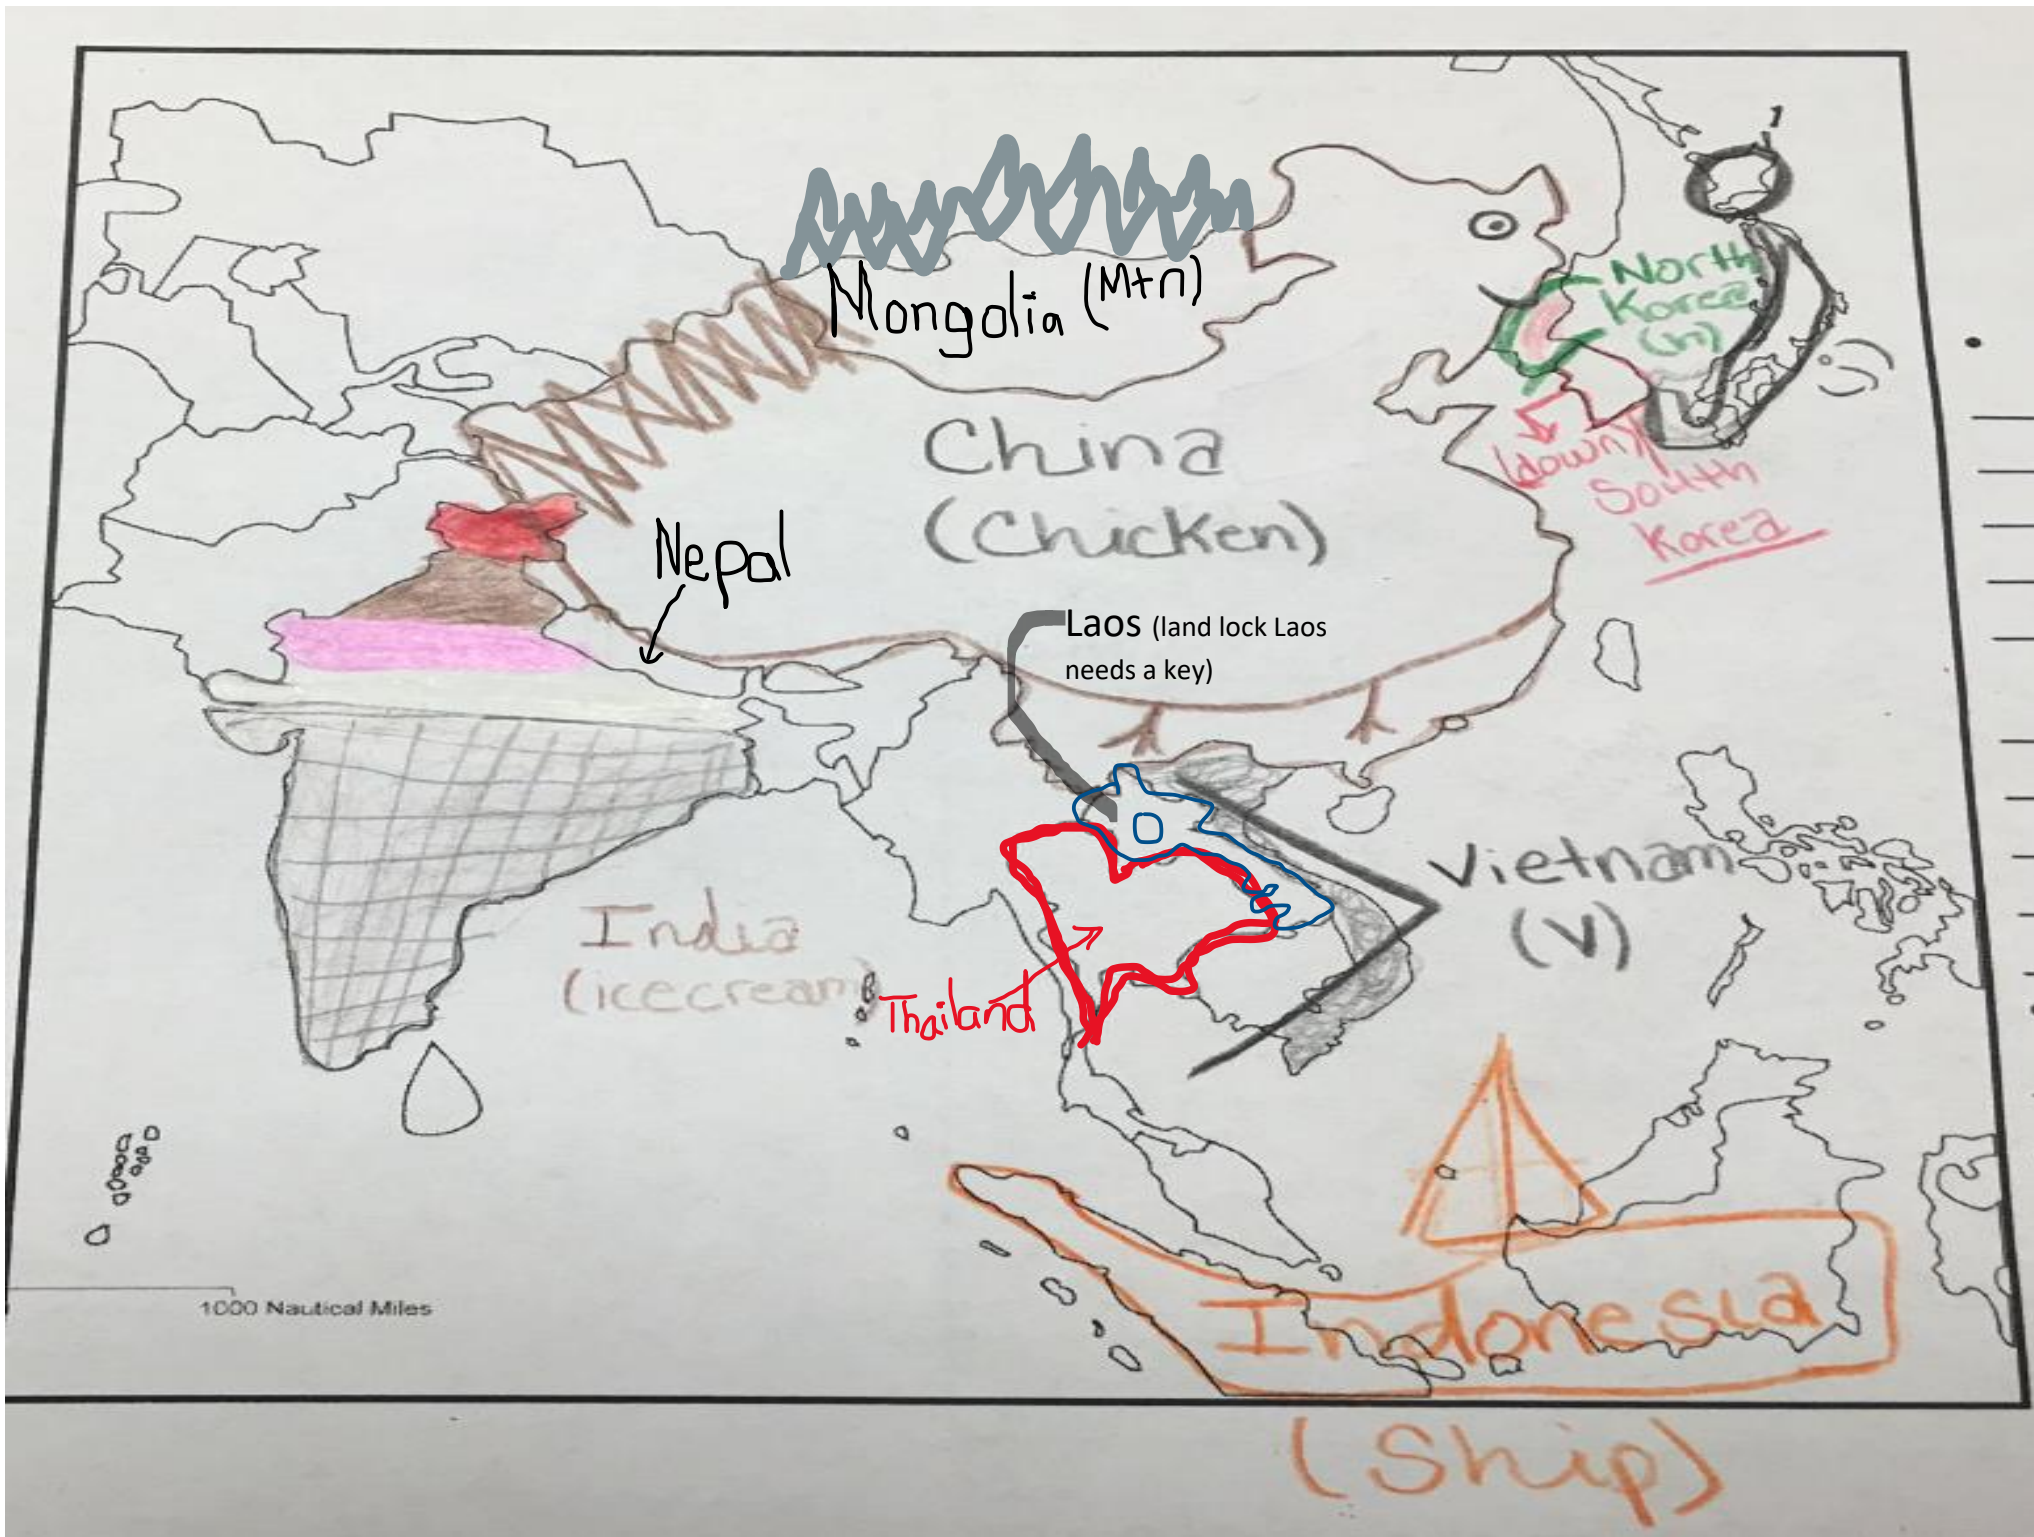 1
North
Korea
(n)
Mongolia (Mtn)
China
(Chicken)
(down)
South
Korea
Nepal
Laos (land lock Laos
needs a key)
Vietnam
(V)
India
(icecream)
Thailand
Indonesia
1000 Nautical Miles
(Ship)